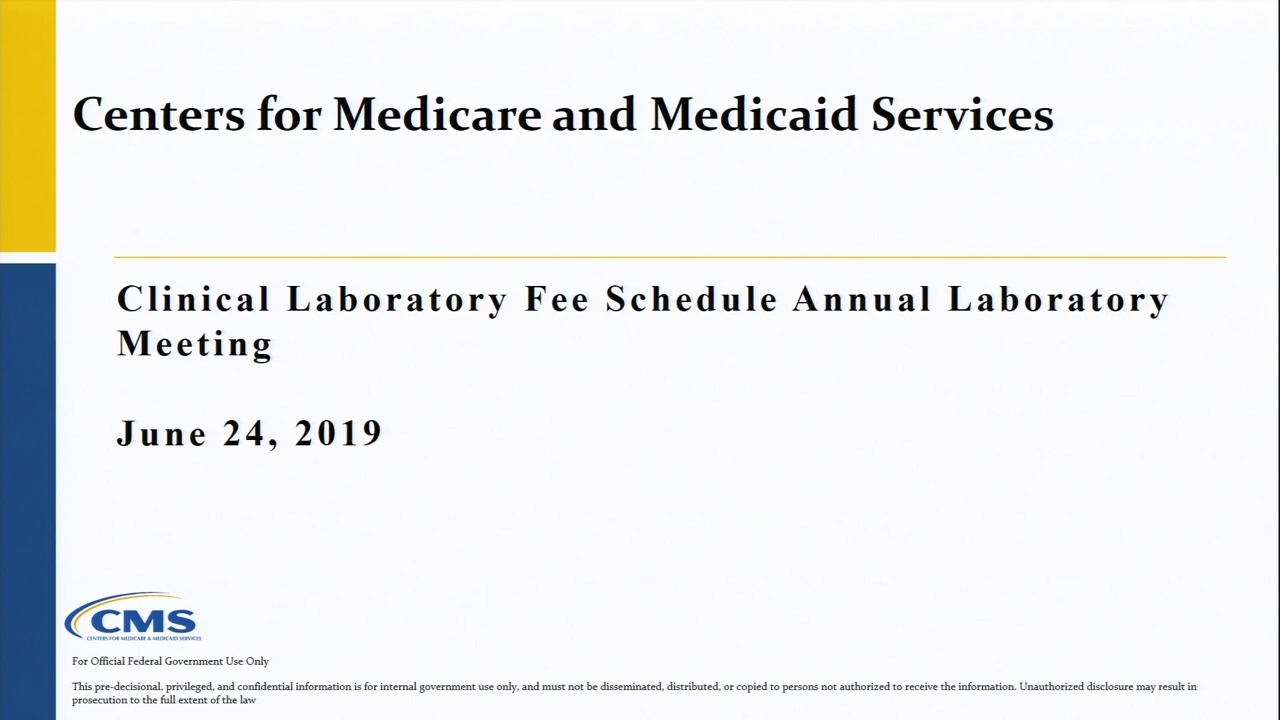 Centers for Medicare and Medicaid Services
Clinical Laboratory Fee Schedule Annual Laboratory
Meeting
June 24, 2019
CMS
CENTERS FOR MEDICARE & MEDICAID SERVICES
For Official Federal Government Use Only
This pre-decisional, privileged, and confidential information is for internal government use only, and must not be disseminated, distributed, or copied to persons not authorized to receive the information. Unauthorized disclosure may result in
prosecution to the full extent of the law